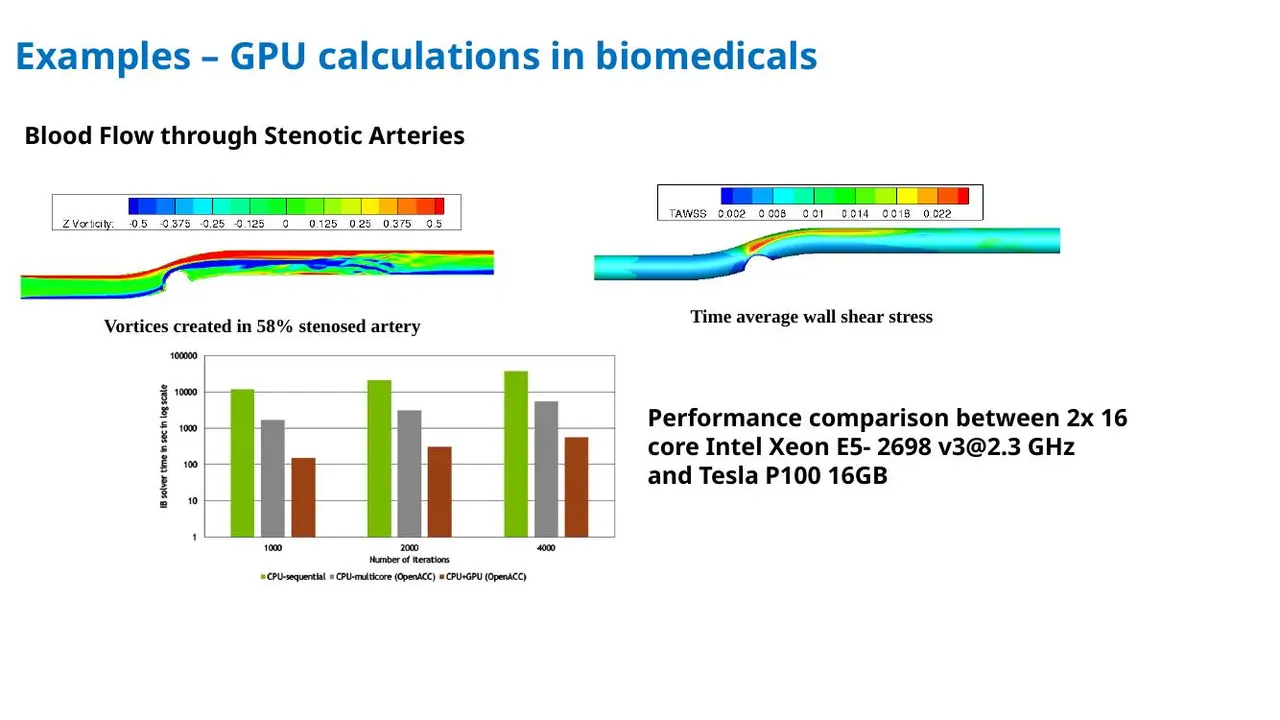 Examples – GPU calculations in biomedicals
Blood Flow through Stenotic Arteries
Z Vorticity: -0.5 -0.375 -0.25 -0.125 0 0.125 0.25 0.375 0.5
TAWSS 0.002 0.006 0.01 0.014 0.018 0.022
Vortices created in 58% stenosed artery
Time average wall shear stress
IB solver time in sec in log scale
100000
10000
1000
100
10
1
1000 2000 4000
Number of iterations
CPU-sequential CPU-multicore (OpenACC) CPU+GPU (OpenACC)
Performance comparison between 2x 16
core Intel Xeon E5- 2698 v3@2.3 GHz
and Tesla P100 16GB